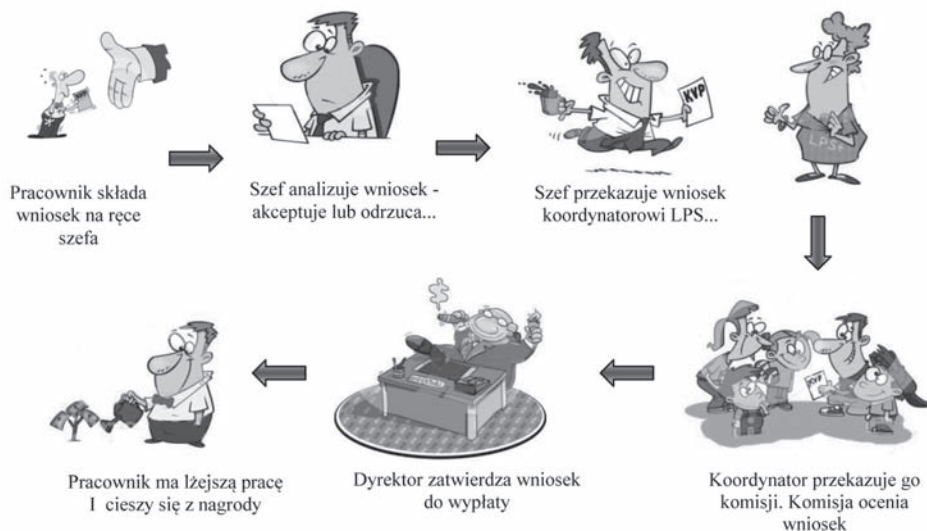 KVP
KVP
LPS
Pracownik składa
wniosek na ręce
szefa
Szef analizuje wniosek -
akceptuje lub odrzuca...
Szef przekazuje wniosek
koordynatorowi LPS...
$
KVP
Pracownik ma lżejszą pracę
I cieszy się z nagrody
Dyrektor zatwierdza wniosek
do wypłaty
Koordynator przekazuje go
komisji. Komisja ocenia
wniosek